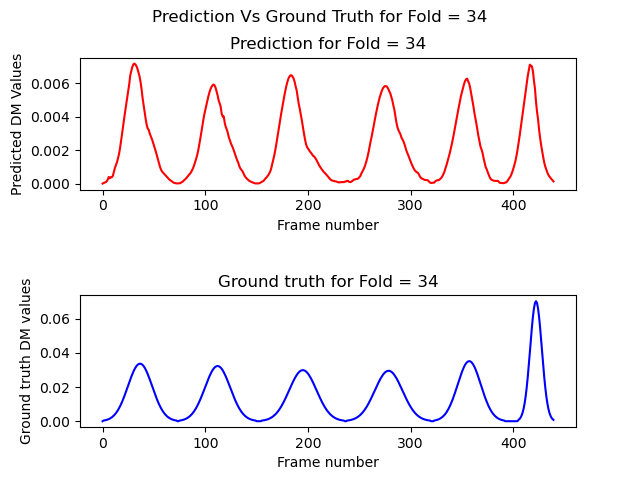 Prediction Vs Ground Truth for Fold = 34
Prediction for Fold = 34
Predicted DM Values
0.006
0.004
0.002
0.000
0 100 200 300 400
Frame number
Ground truth for Fold = 34
Ground truth DM values
0.06
0.04
0.02
0.00
0 100 200 300 400
Frame number